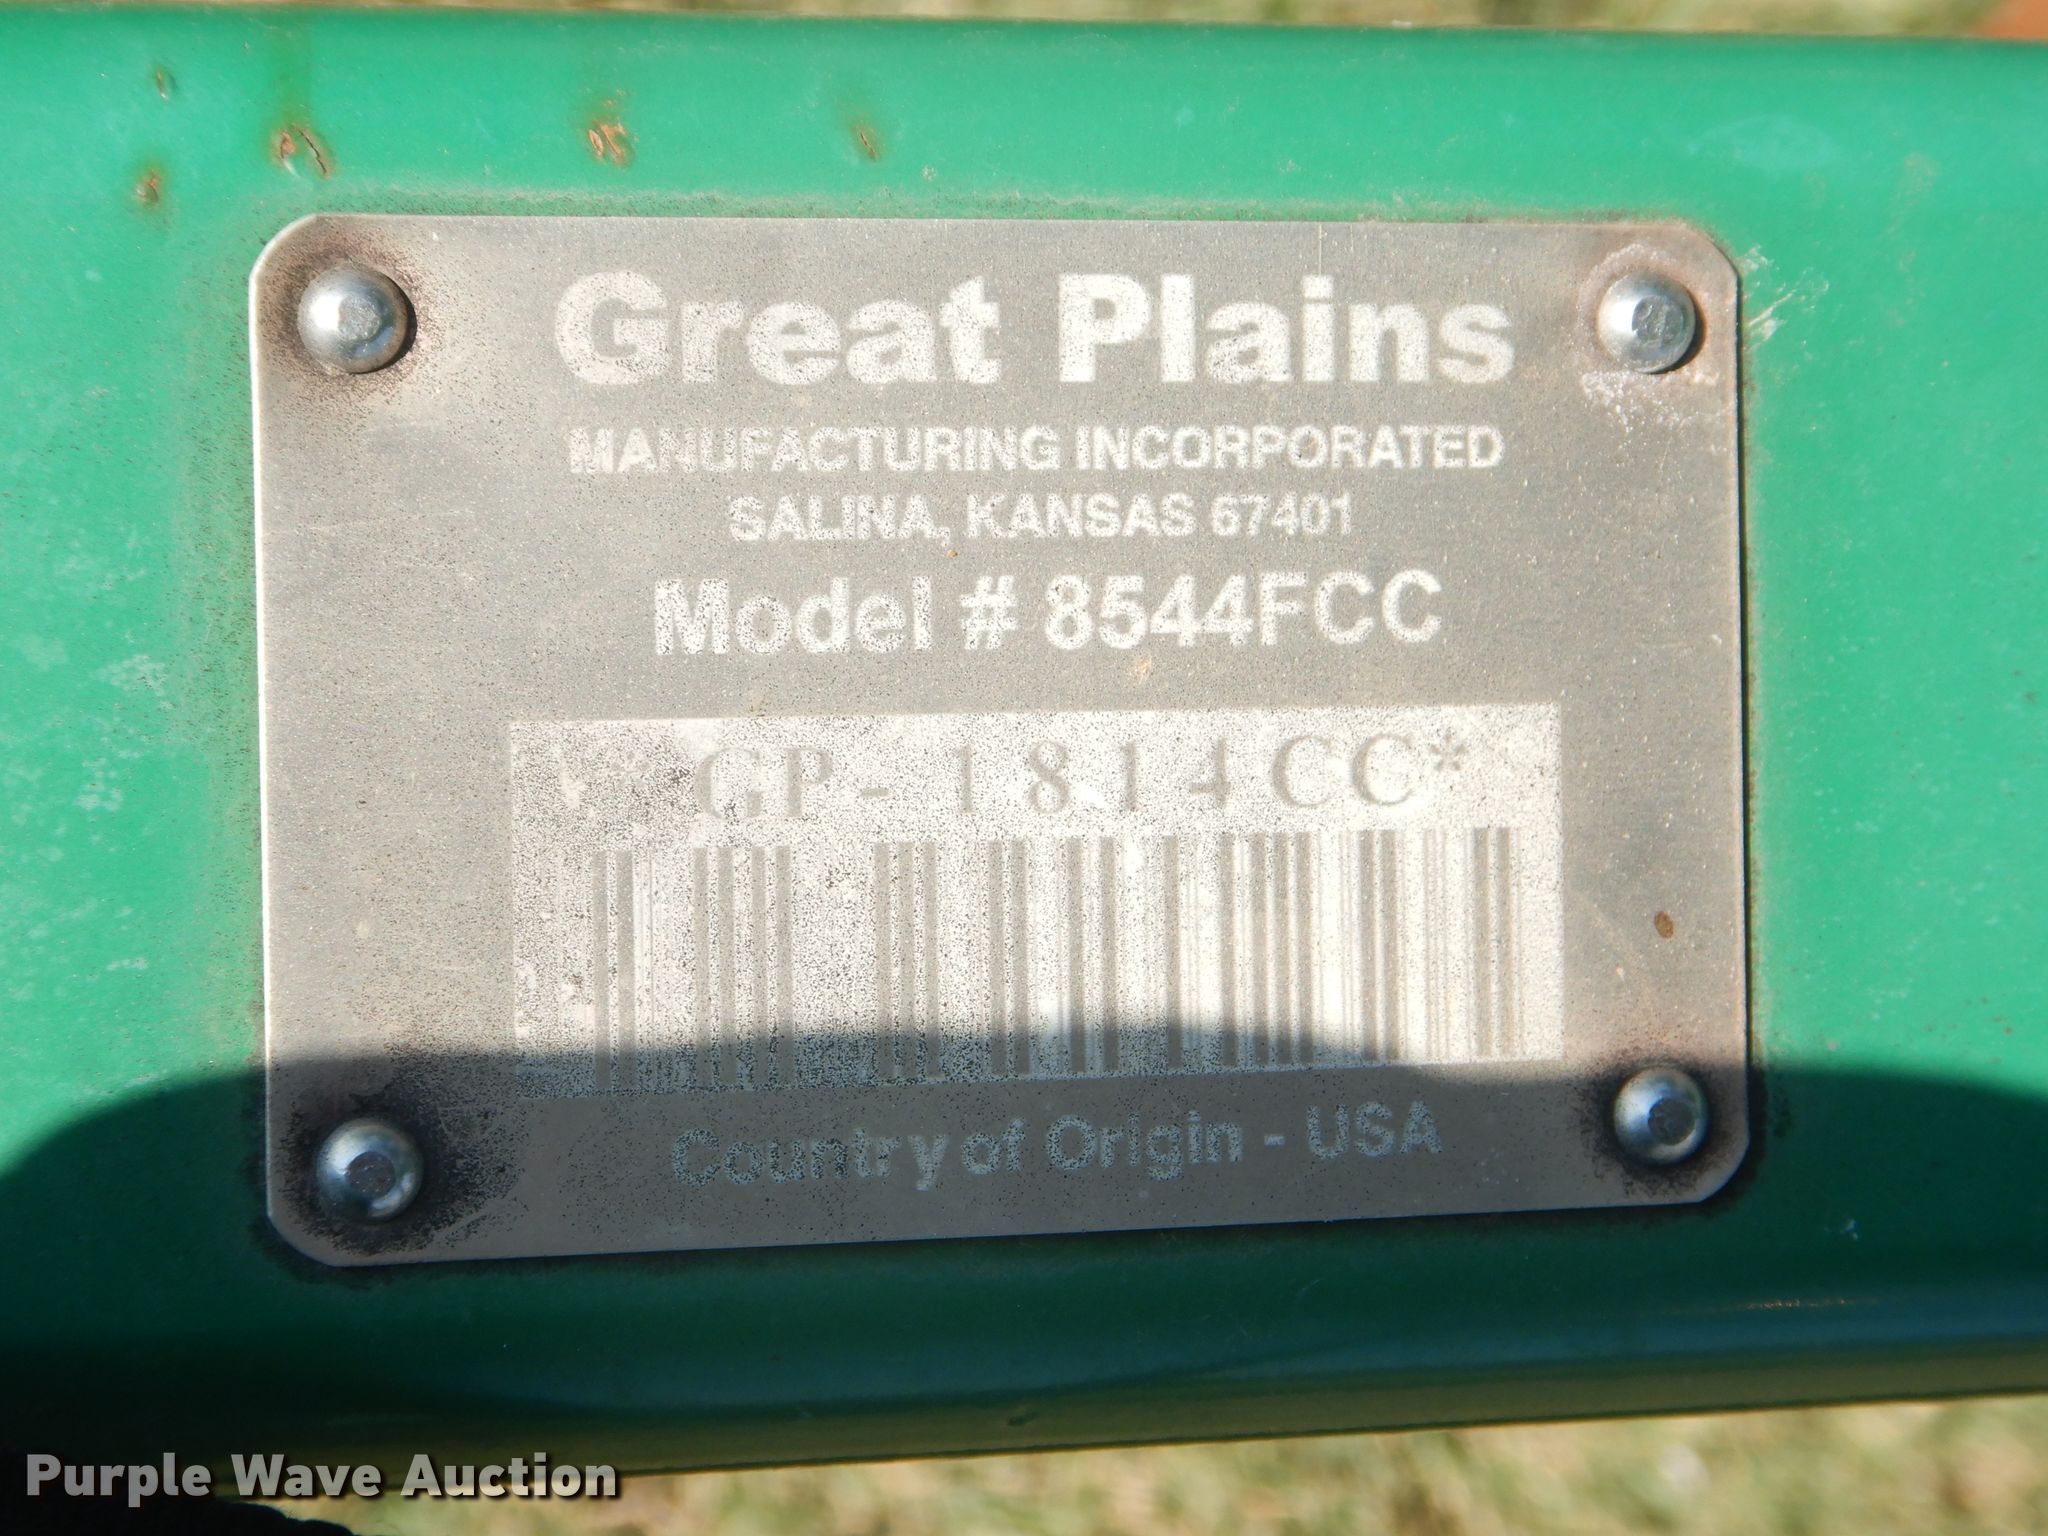 Great Plains
MANUFACTURING INCORPORATED
SALINA, KANSAS 67401
Model # 8544FCC
*GP-1814CC*
Country of Origin - USA
Purple Wave Auction